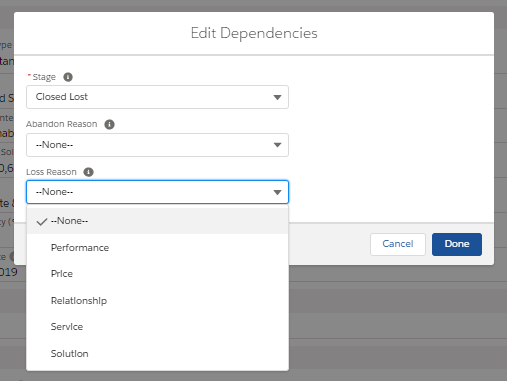 Edit Dependencies
* Stage
Closed Lost
Abandon Reason
--None--
Loss Reason
--None--
--None--
Performance
Price
Relationship
Service
Solution
Cancel
Done
019